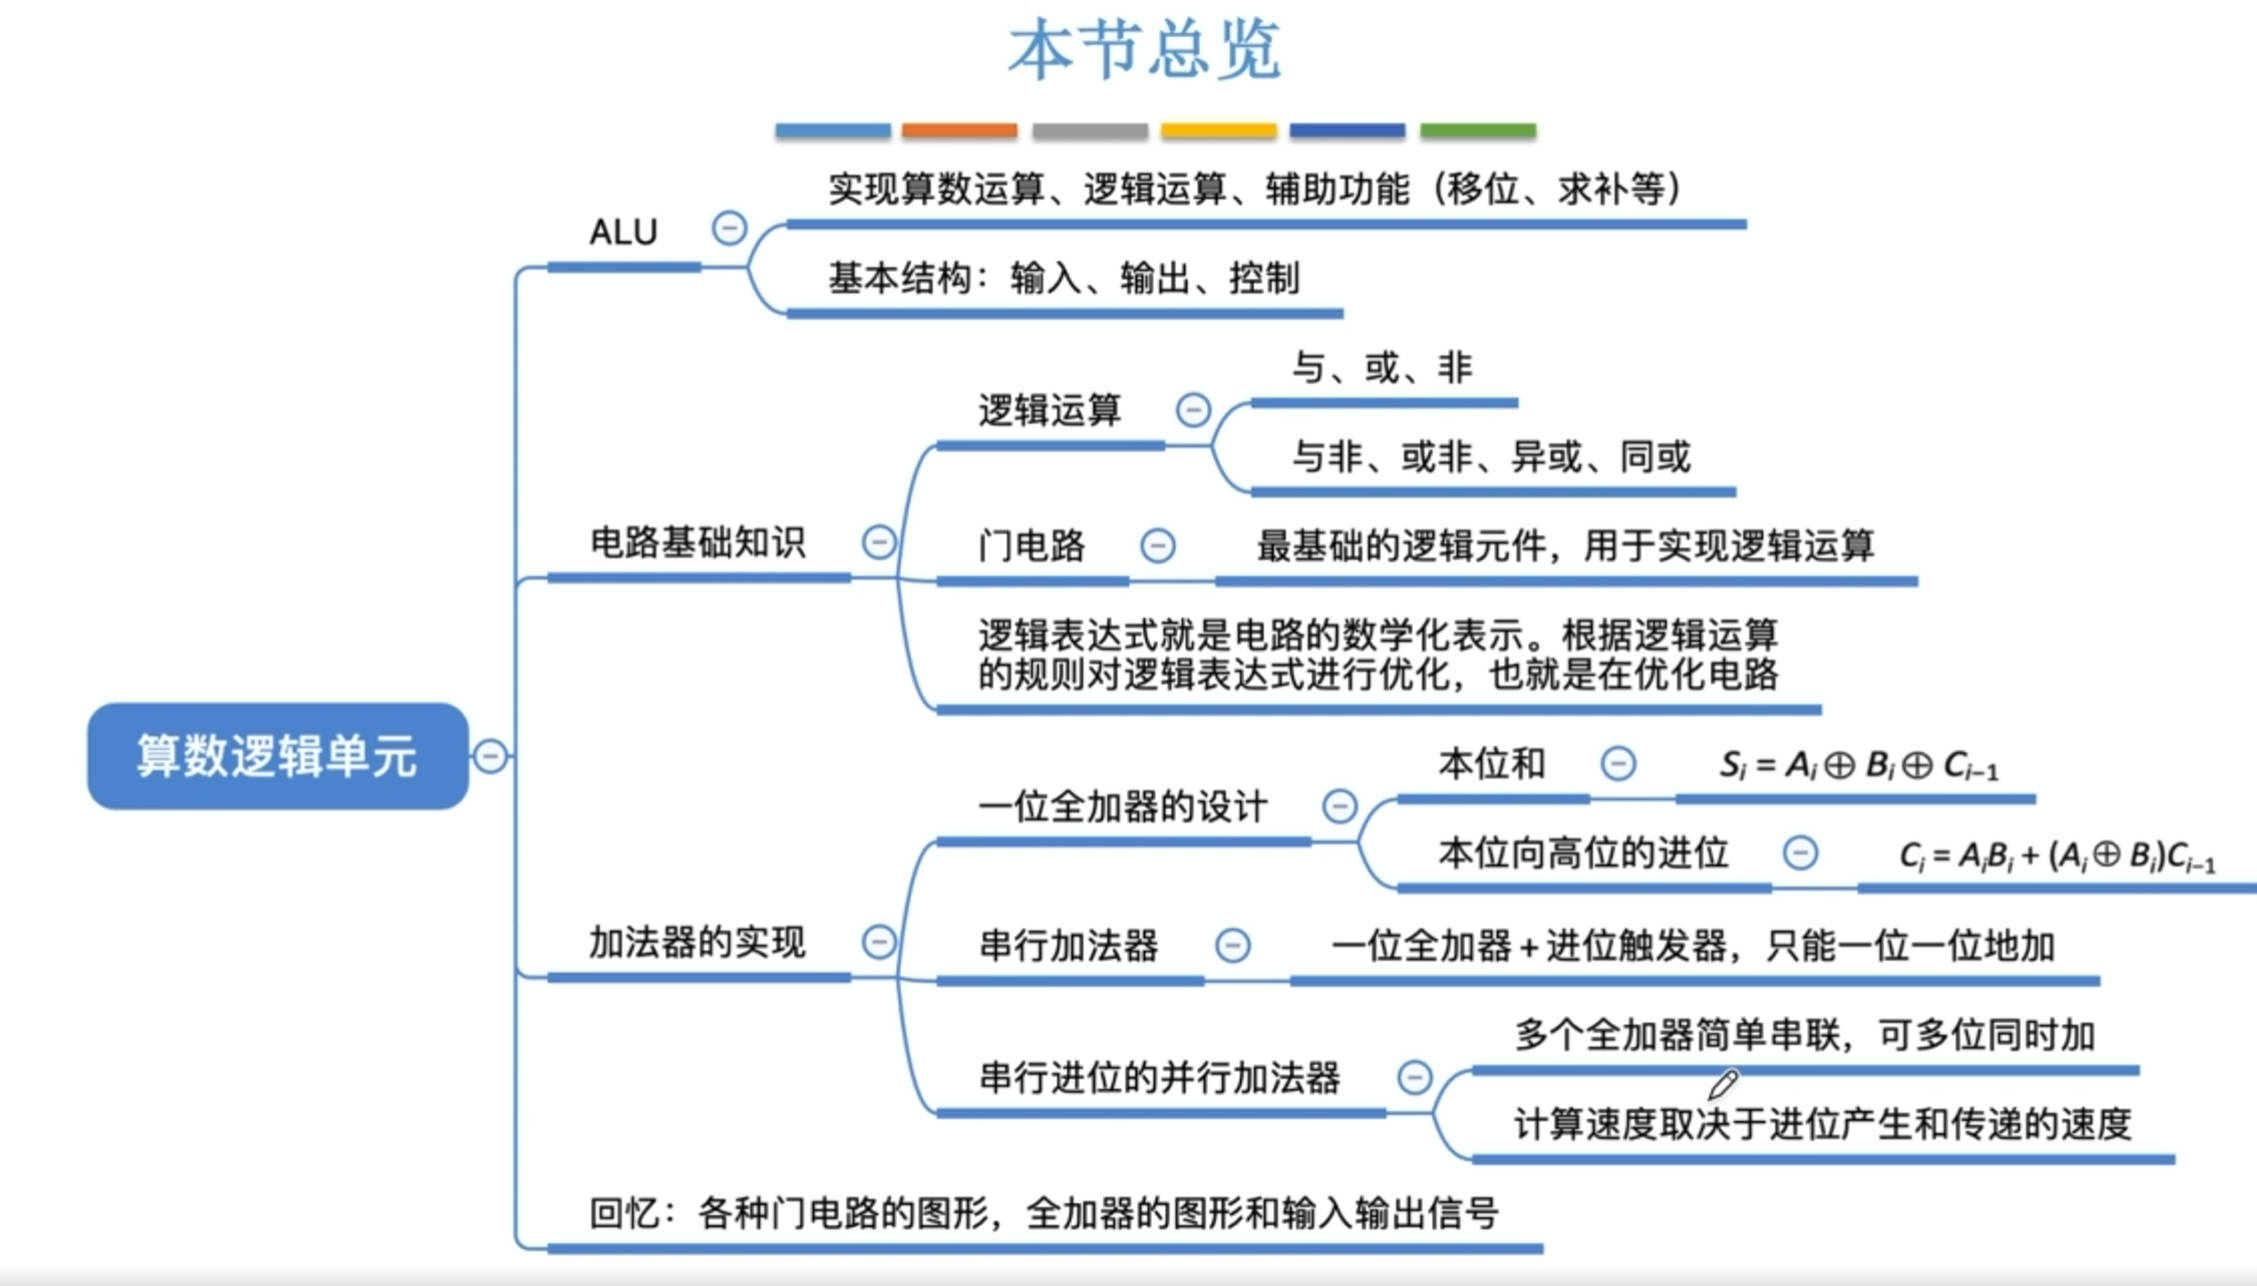 本节总览
实现算数运算、逻辑运算、辅助功能（移位、求补等）
ALU
基本结构：输入、输出、控制
与、或、非
逻辑运算
与非、或非、异或、同或
电路基础知识
门电路
最基础的逻辑元件，用于实现逻辑运算
逻辑表达式就是电路的数学化表示。根据逻辑运算
的规则对逻辑表达式进行优化，也就是在优化电路
算数逻辑单元
本位和
Sᵢ = Aᵢ ⊕ Bᵢ ⊕ Cᵢ₋₁
一位全加器的设计
本位向高位的进位
Cᵢ = AᵢBᵢ + (Aᵢ ⊕ Bᵢ)Cᵢ₋₁
加法器的实现
串行加法器
一位全加器 + 进位触发器，只能一位一位地加
多个全加器简单串联，可多位同时加
串行进位的并行加法器
计算速度取决于进位产生和传递的速度
回忆：各种门电路的图形，全加器的图形和输入输出信号